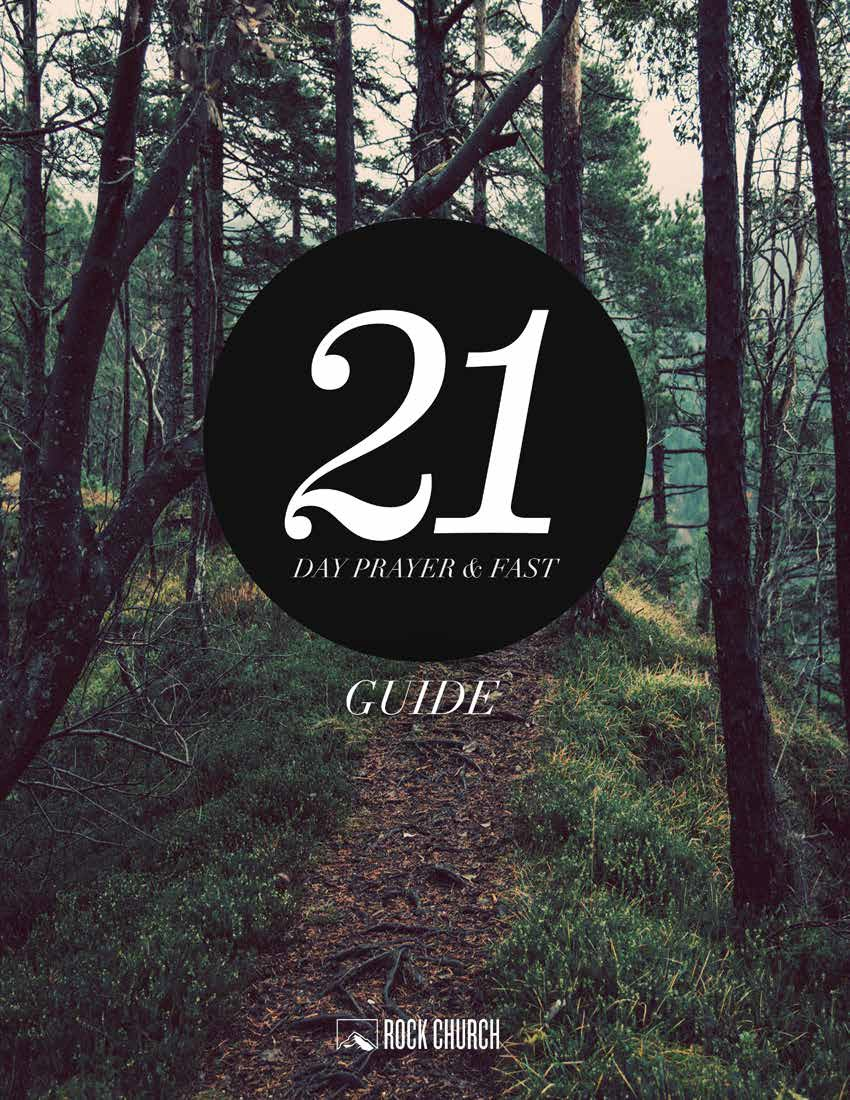 21
DAY PRAYER & FAST
GUIDE
ROCK CHURCH